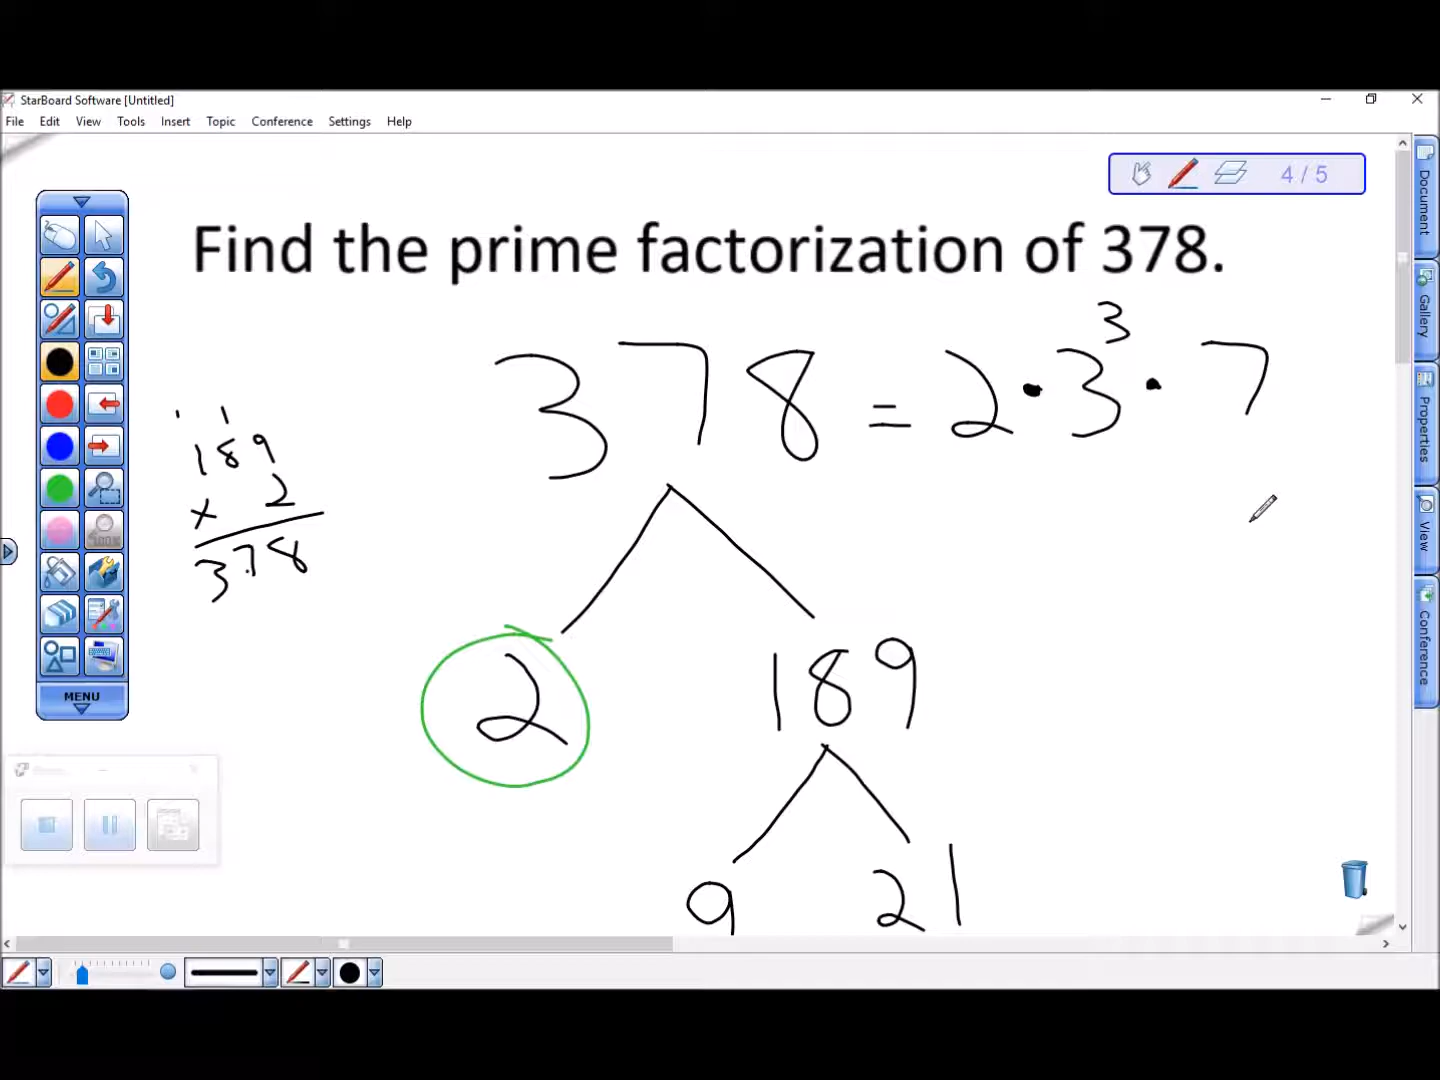 StarBoard Software [Untitled]
File Edit View Tools Insert Topic Conference Settings Help
4 / 5
Document
Gallery
Properties
View
Conference
MENU
Find the prime factorization of 378.
378 = 2 · 3³ · 7
1 1
189
x 2
378
2 189
9 21